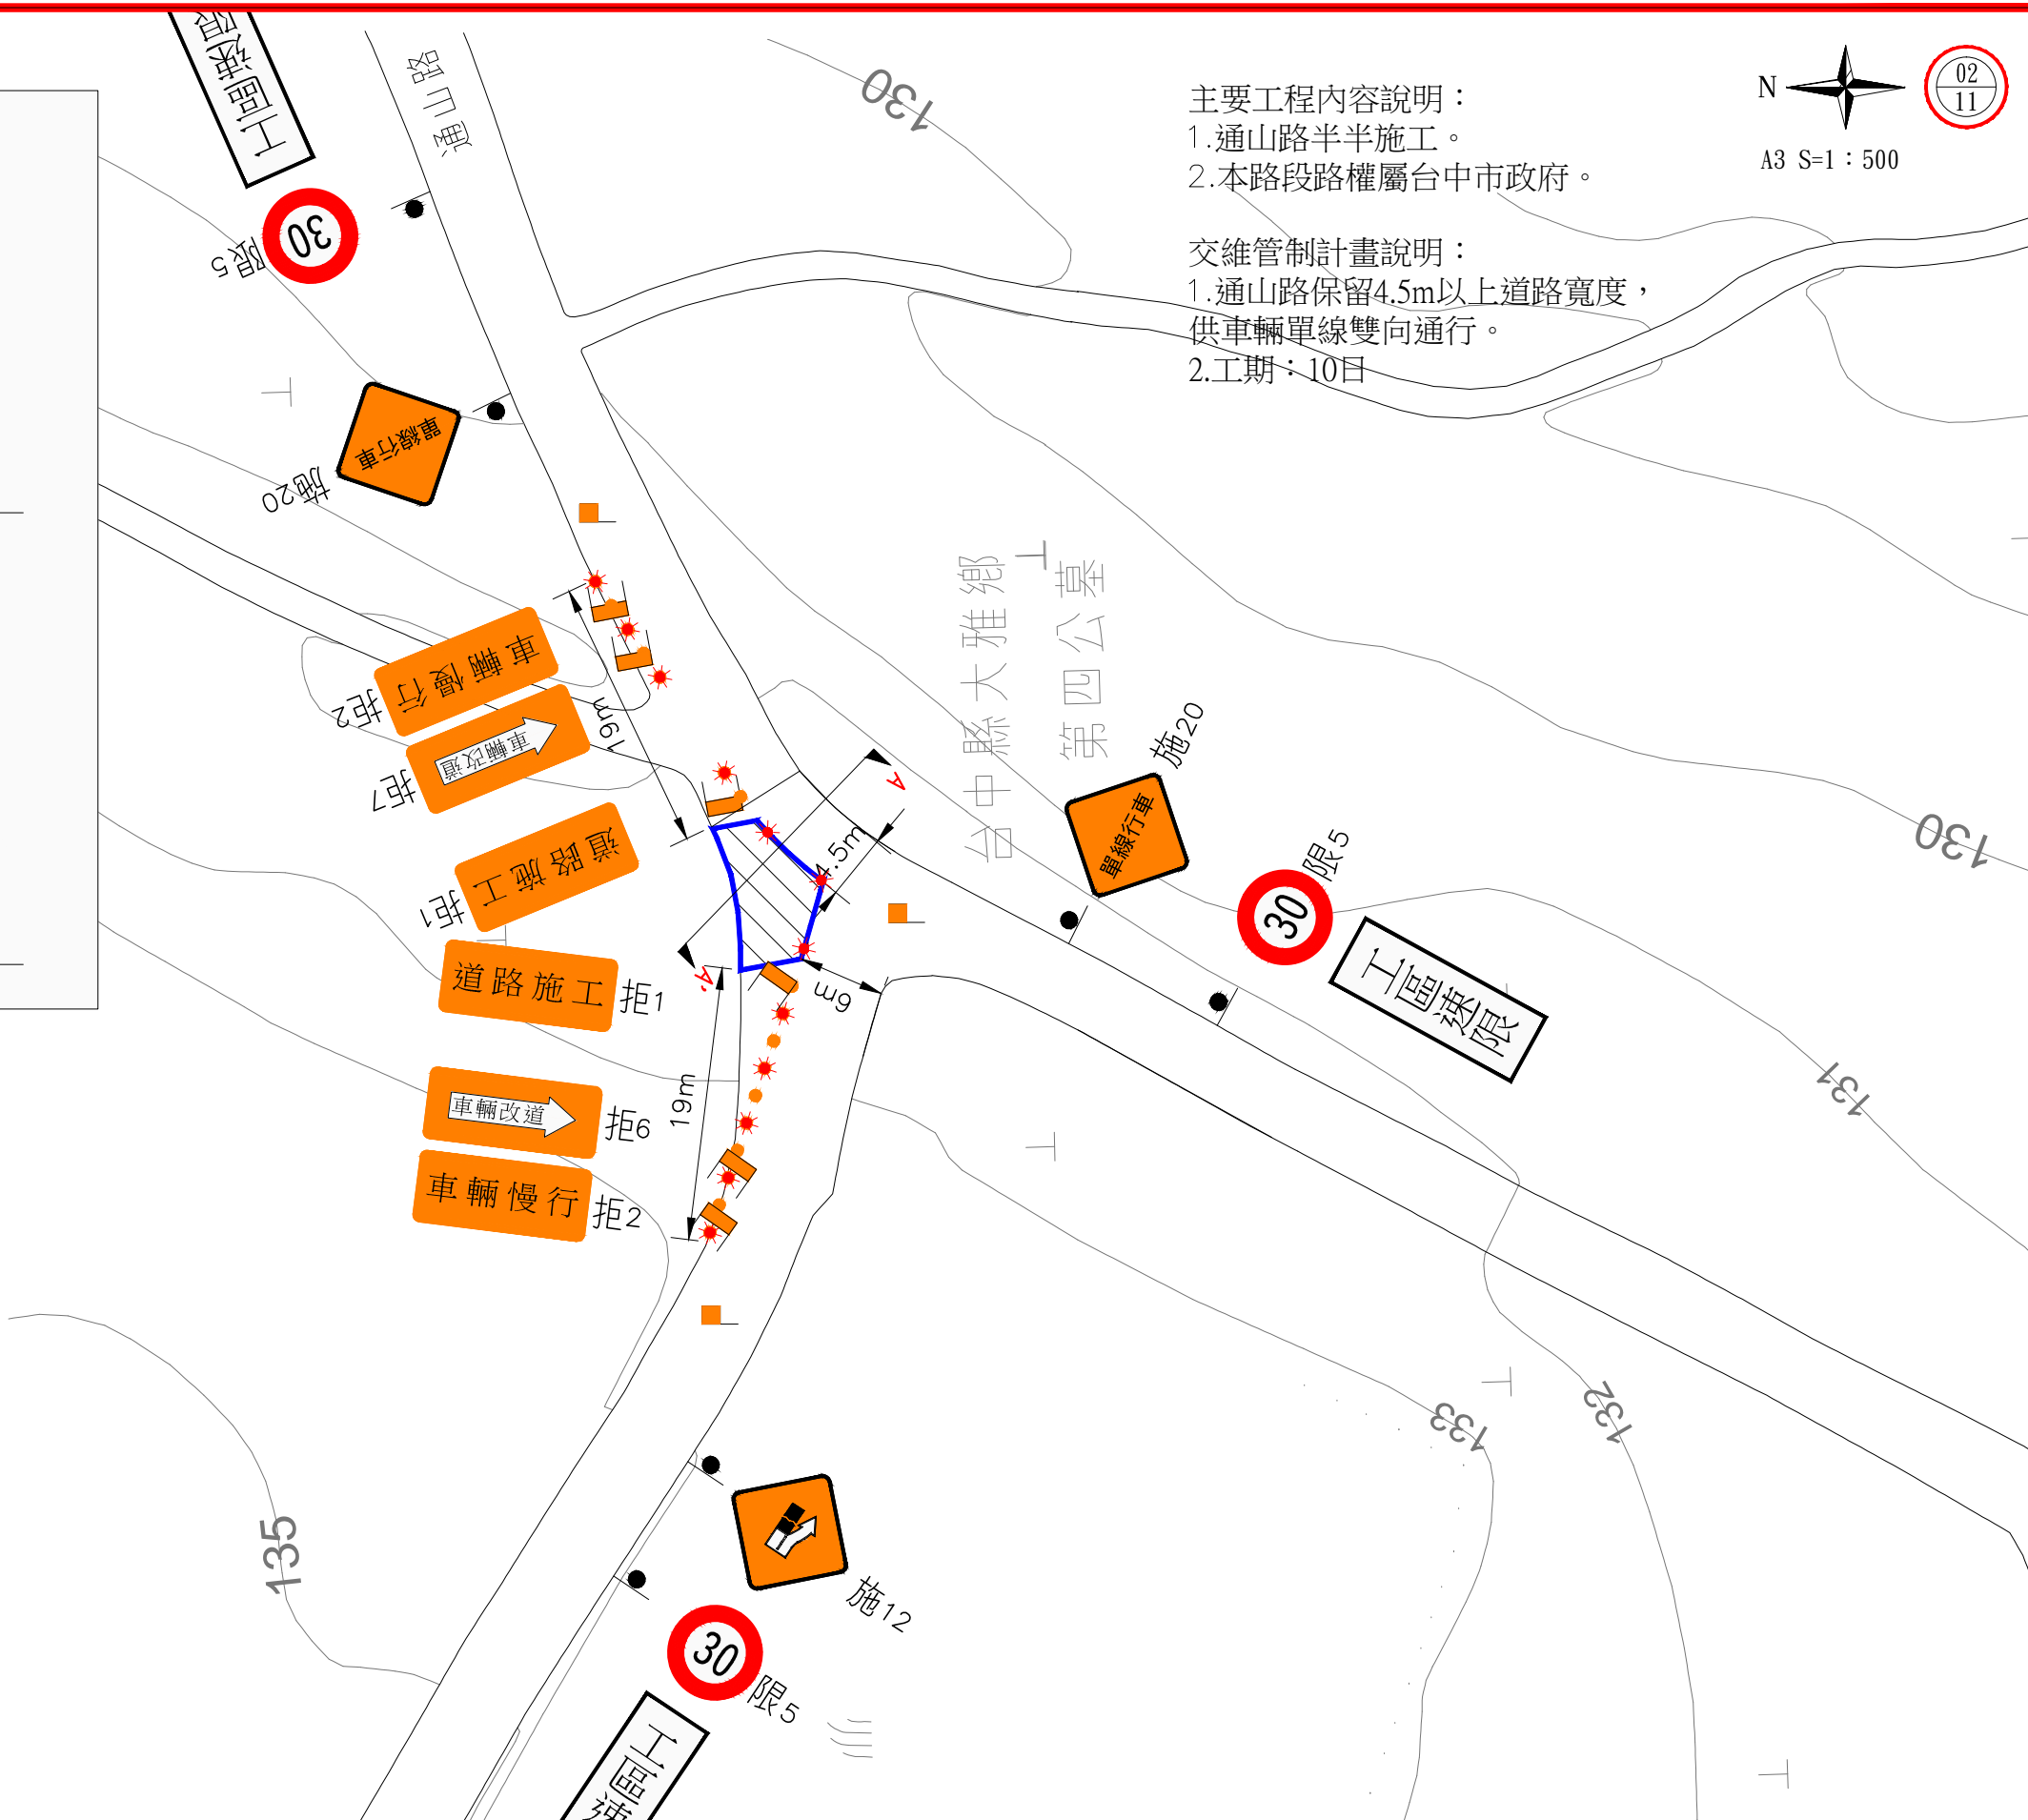 主要工程內容說明：
1.通山路半半施工。
2.本路段路權屬台中市政府。
交維管制計畫說明：
1.通山路保留4.5m以上道路寬度，
供車輛單線雙向通行。
2.工期：10日
N
02
11
A3 S=1：500
工區速限
30
限5
通山路
130
單線行車
施20
車輛慢行
拒2
車輛改道
拒7
19m
道路施工
拒1
A
4.5m
A'
6m
台中縣大雅鄉
第四公墓
單線行車
施20
30
限5
工區速限
130
131
道路施工
拒1
車輛改道
拒6
車輛慢行
拒2
19m
132
133
135
施12
30
限5
工區速